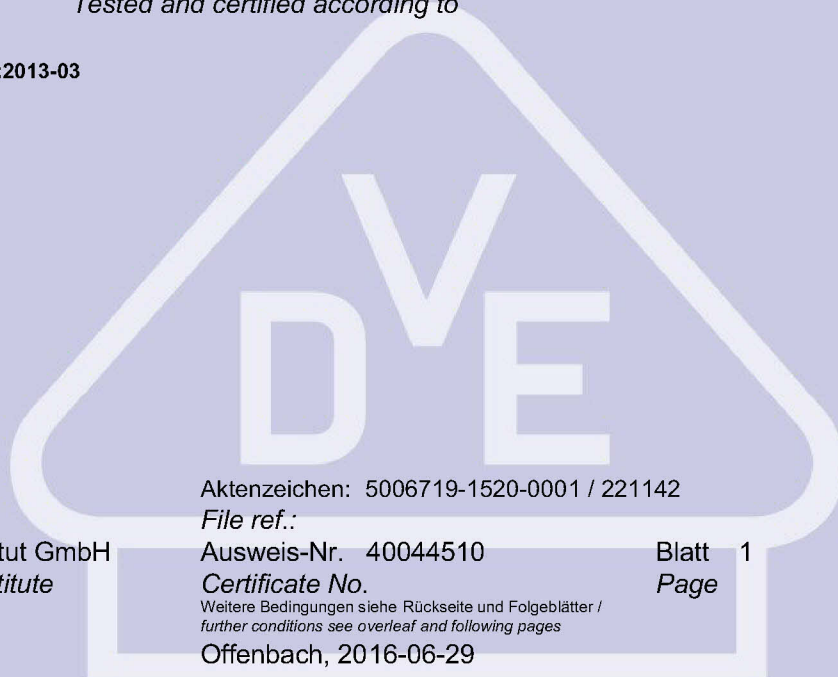 Tested and certified according to
:2013-03
DVE
Aktenzeichen: 5006719-1520-0001 / 221142
File ref.:
tut GmbH Ausweis-Nr. 40044510 Blatt 1
titute Certificate No. Page
Weitere Bedingungen siehe Rückseite und Folgeblätter /
further conditions see overleaf and following pages
Offenbach, 2016-06-29